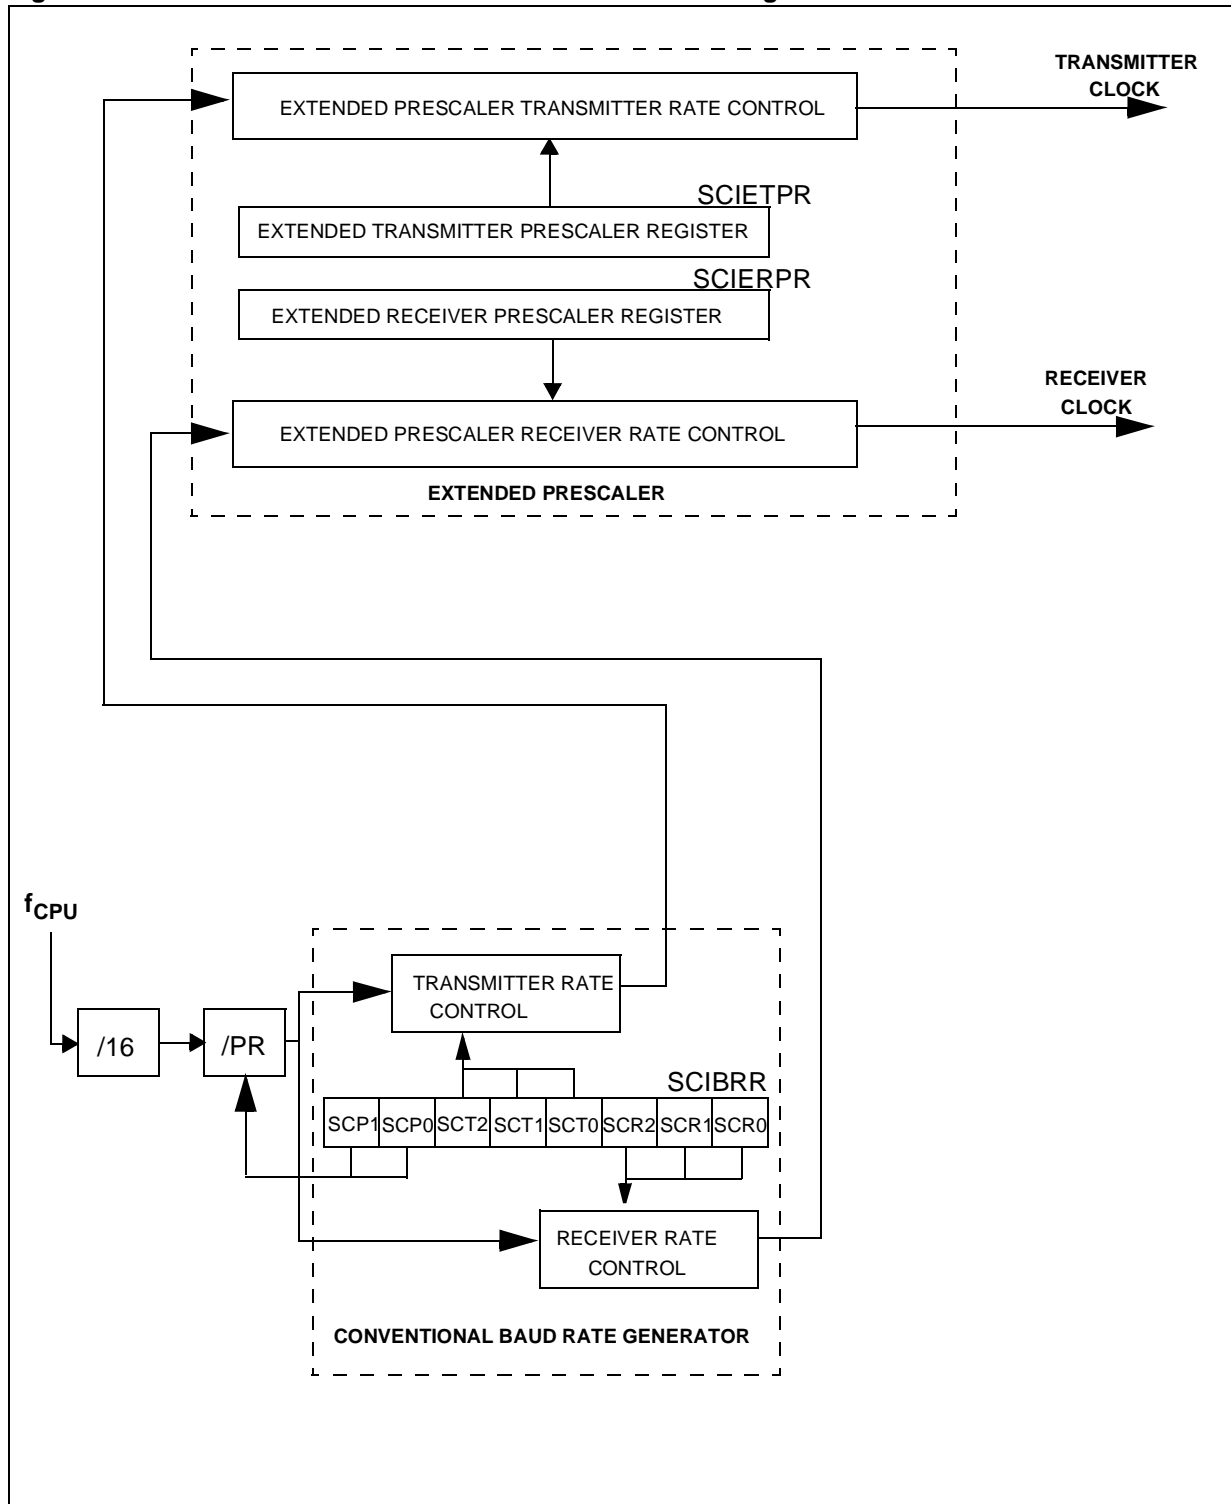 TRANSMITTER
CLOCK
EXTENDED PRESCALER TRANSMITTER RATE CONTROL
SCIETPR
EXTENDED TRANSMITTER PRESCALER REGISTER
SCIERPR
EXTENDED RECEIVER PRESCALER REGISTER
RECEIVER
CLOCK
EXTENDED PRESCALER RECEIVER RATE CONTROL
EXTENDED PRESCALER
fCPU
TRANSMITTER RATE
CONTROL
/16
/PR
SCIBRR
SCP1 SCP0 SCT2 SCT1 SCT0 SCR2 SCR1 SCR0
RECEIVER RATE
CONTROL
CONVENTIONAL BAUD RATE GENERATOR